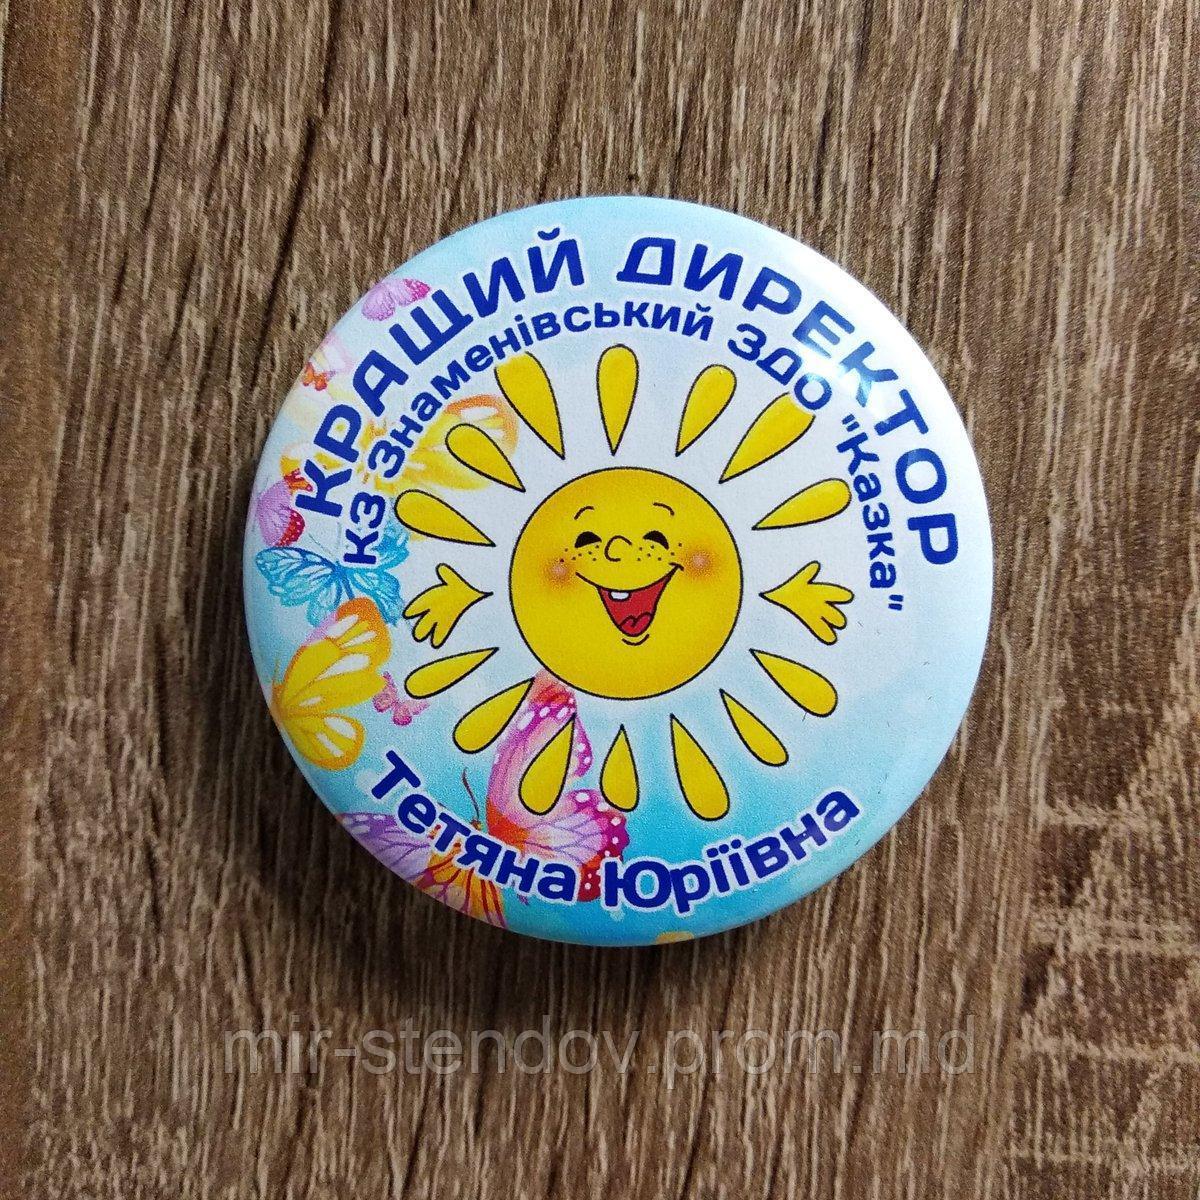 КРАЩИЙ ДИРЕКТОР
КЗ Знаменівський ЗДО "Казка"
Тетяна Юріївна
mir-stendov.prom.md